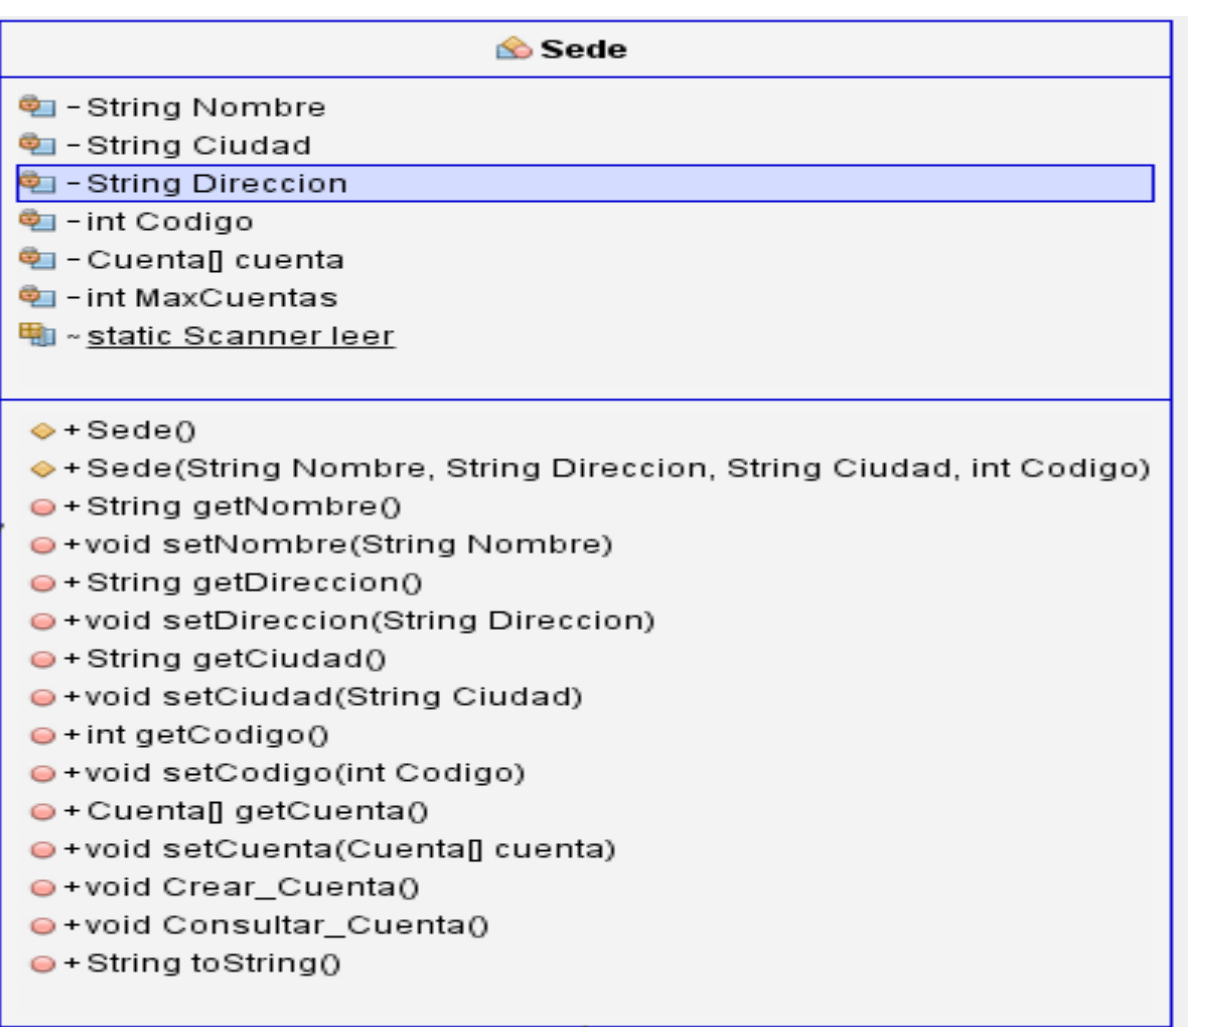 Sede
- String Nombre
- String Ciudad
- String Direccion
- int Codigo
- Cuenta[] cuenta
- int MaxCuentas
~ static Scanner leer
+ Sede()
+ Sede(String Nombre, String Direccion, String Ciudad, int Codigo)
+ String getNombre()
+ void setNombre(String Nombre)
+ String getDireccion()
+ void setDireccion(String Direccion)
+ String getCiudad()
+ void setCiudad(String Ciudad)
+ int getCodigo()
+ void setCodigo(int Codigo)
+ Cuenta[] getCuenta()
+ void setCuenta(Cuenta[] cuenta)
+ void Crear_Cuenta()
+ void Consultar_Cuenta()
+ String toString()